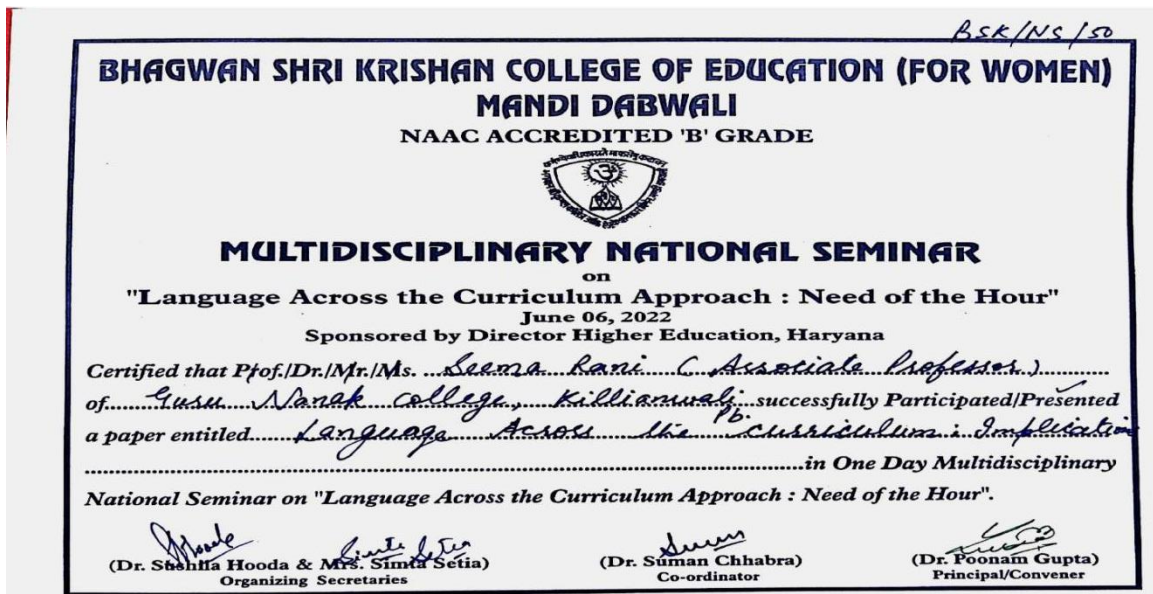 BSK/NS/50
BHAGWAN SHRI KRISHAN COLLEGE OF EDUCATION (FOR WOMEN)
MANDI DABWALI
NAAC ACCREDITED 'B' GRADE
MULTIDISCIPLINARY NATIONAL SEMINAR
on
"Language Across the Curriculum Approach : Need of the Hour"
June 06, 2022
Sponsored by Director Higher Education, Haryana
Certified that Prof./Dr./Mr./Ms. Seema Rani (Associate Professor)
of Guru Nanak College, Killianwali Pb. successfully Participated/Presented
a paper entitled Language Across the curriculum : Implication
in One Day Multidisciplinary
National Seminar on "Language Across the Curriculum Approach : Need of the Hour".
(Dr. Sushila Hooda & Mrs. Simta Setia) (Dr. Suman Chhabra) (Dr. Poonam Gupta)
Organizing Secretaries Co-ordinator Principal/Convener